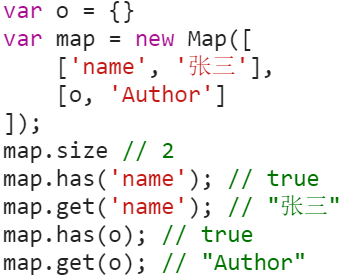 var o = {}
var map = new Map([
    ['name', '张三'],
    [o, 'Author']
]);
map.size // 2
map.has('name'); // true
map.get('name'); // "张三"
map.has(o); // true
map.get(o); // "Author"